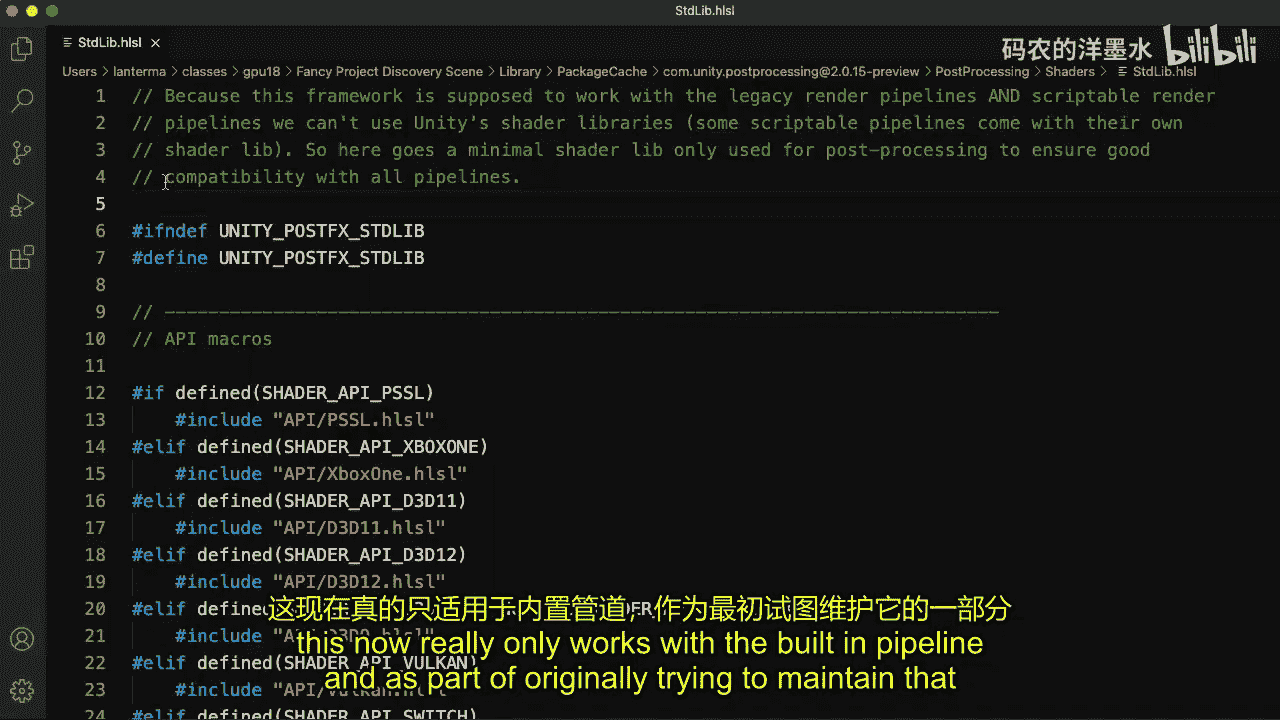 StdLib.hlsl
StdLib.hlsl
码农的洋墨水 bilibili
Users > lanterma > classes > gpu18 > Fancy Project Discovery Scene > Library > PackageCache > com.unity.postprocessing@2.0.15-preview > PostProcessing > Shaders > StdLib.hlsl
1 // Because this framework is supposed to work with the legacy render pipelines AND scriptable render
2 // pipelines we can't use Unity's shader libraries (some scriptable pipelines come with their own
3 // shader lib). So here goes a minimal shader lib only used for post-processing to ensure good
4 // compatibility with all pipelines.
5
6 #ifndef UNITY_POSTFX_STDLIB
7 #define UNITY_POSTFX_STDLIB
8
9 // -----------------------------------------------------------------------------
10 // API macros
11
12 #if defined(SHADER_API_PSSL)
13 #include "API/PSSL.hlsl"
14 #elif defined(SHADER_API_XBOXONE)
15 #include "API/XboxOne.hlsl"
16 #elif defined(SHADER_API_D3D11)
17 #include "API/D3D11.hlsl"
18 #elif defined(SHADER_API_D3D12)
19 #include "API/D3D12.hlsl"
20 #elif
21 #include
22 #elif defined(SHADER_API_VULKAN)
23 #include
24 #elif defined(SHADER_API_SWITCH)
这现在真的只适用于内置管道，作为最初试图维护它的一部分
this now really only works with the built in pipeline
and as part of originally trying to maintain that